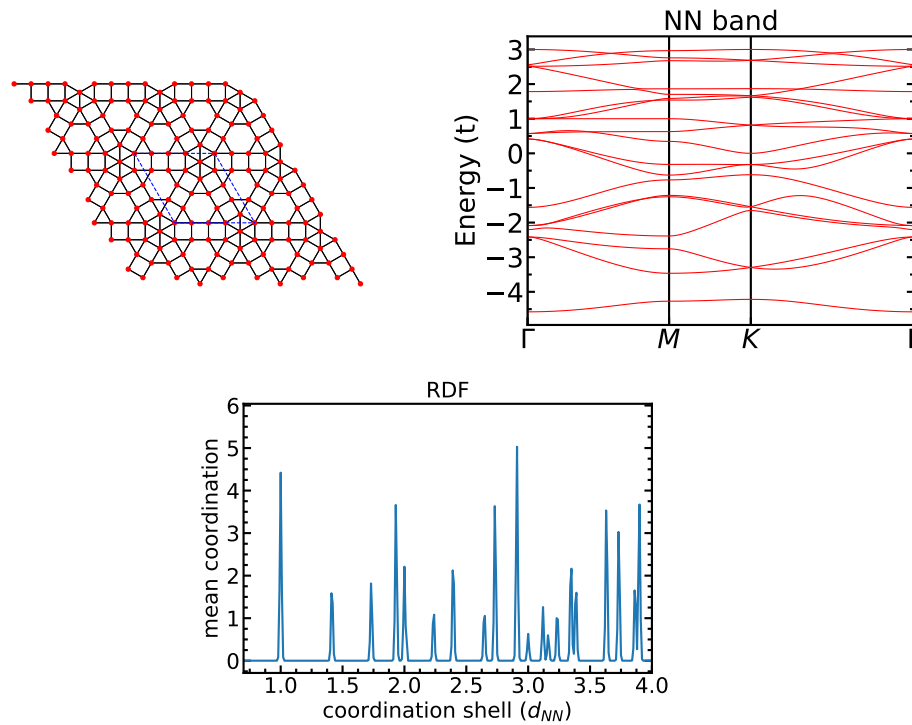 NN band
Energy (t)
3
2
1
0
−1
−2
−3
−4
Γ M K Γ
RDF
mean coordination
6
5
4
3
2
1
0
1.0 1.5 2.0 2.5 3.0 3.5 4.0
coordination shell (d_NN)